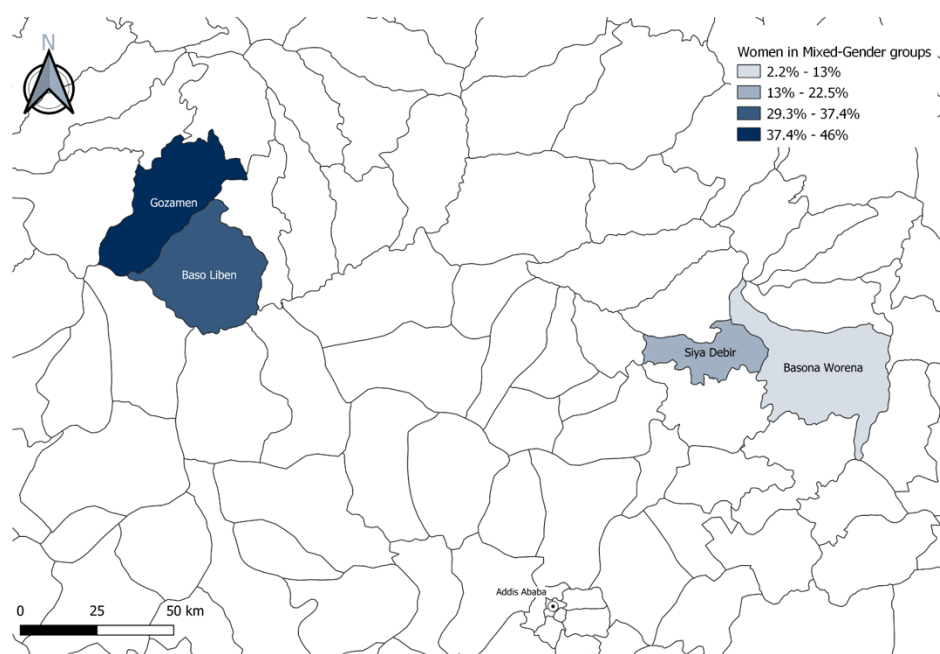 N
Women in Mixed-Gender groups
2.2% - 13%
13% - 22.5%
29.3% - 37.4%
37.4% - 46%
Gozamen
Baso Liben
Siya Debir
Basona Worena
Addis Ababa
0 25 50 km